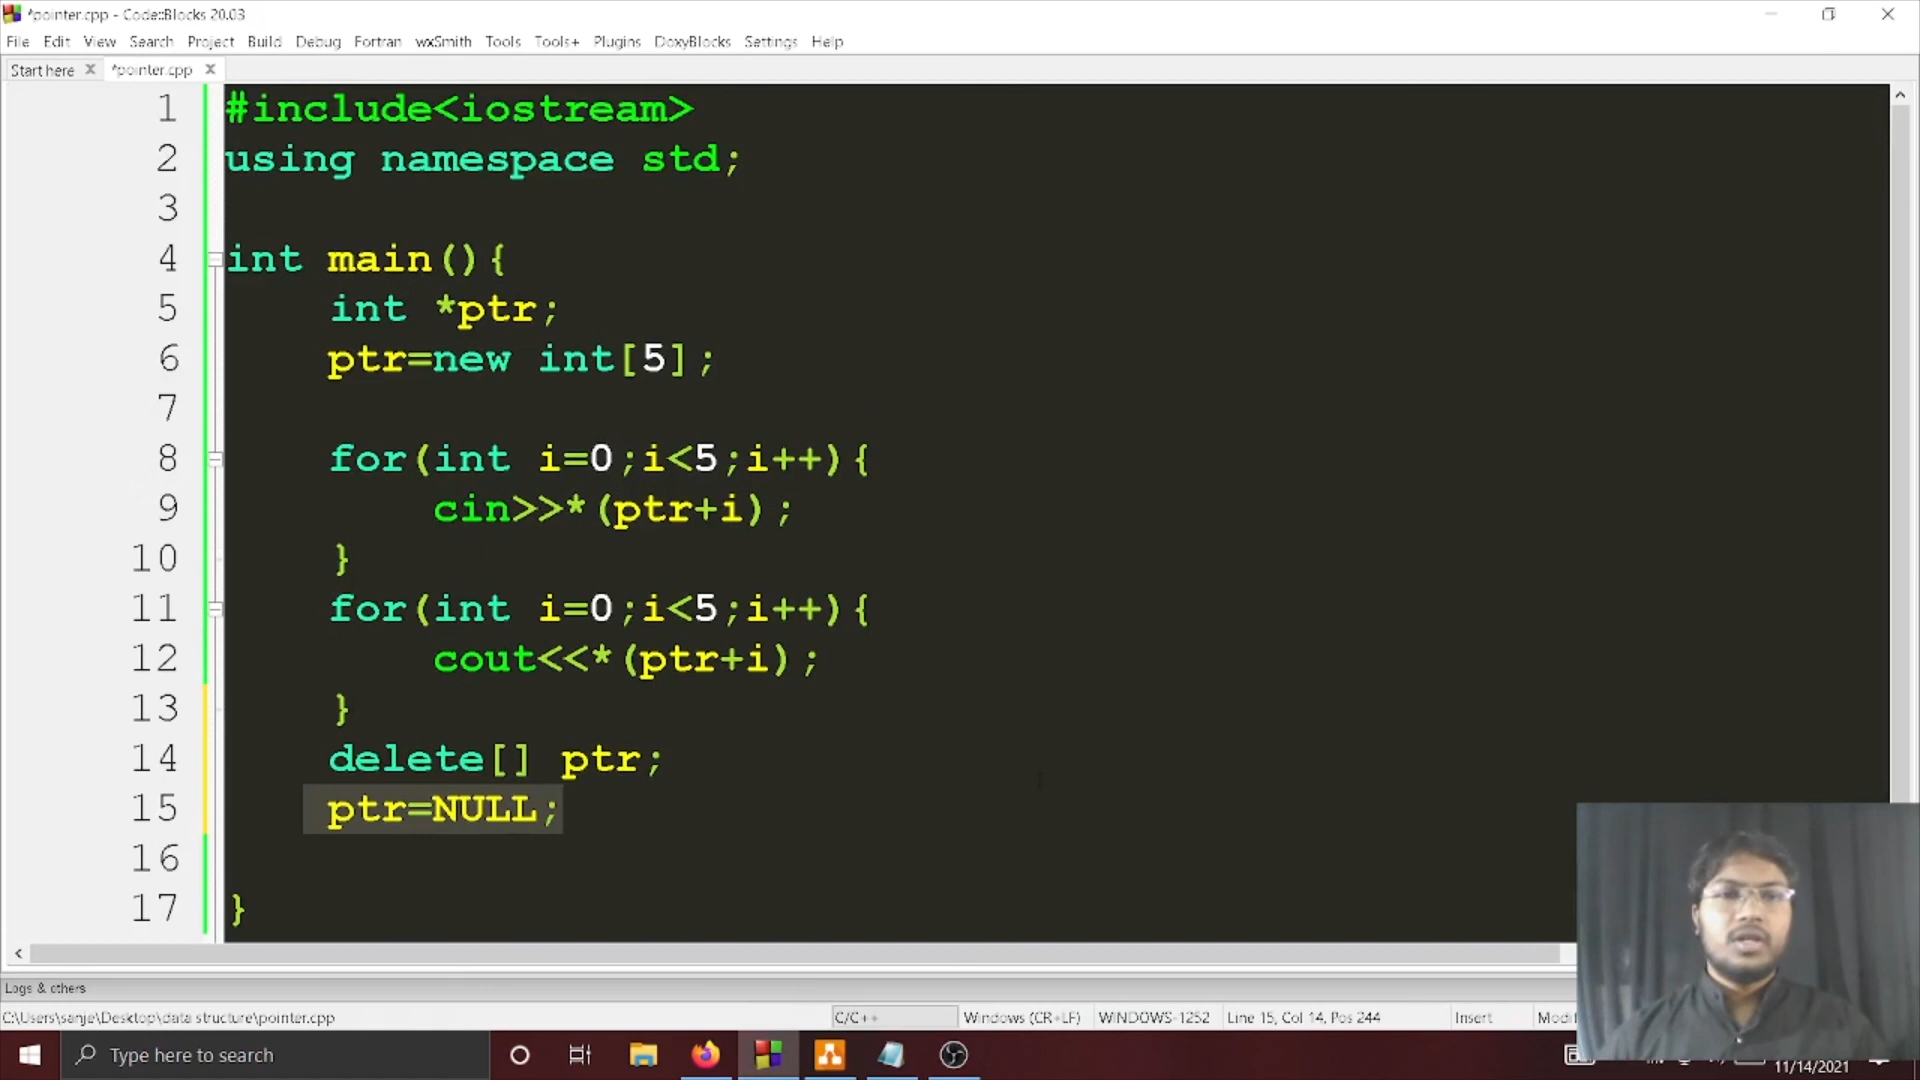 *pointer.cpp - Code::Blocks 20.03
File Edit View Search Project Build Debug Fortran wxSmith Tools Tools+ Plugins DoxyBlocks Settings Help
Start here *pointer.cpp
1 #include<iostream>
2 using namespace std;
3
4 int main(){
5 int *ptr;
6 ptr=new int[5];
7
8 for(int i=0;i<5;i++){
9 cin>>*(ptr+i);
10 }
11 for(int i=0;i<5;i++){
12 cout<<*(ptr+i);
13 }
14 delete[] ptr;
15 ptr=NULL;
16
17 }
Logs & others
C:\Users\sanje\Desktop\data structure\pointer.cpp C/C++ Windows (CR+LF) WINDOWS-1252 Line 15, Col 14, Pos 244 Insert
Type here to search
11/14/2021